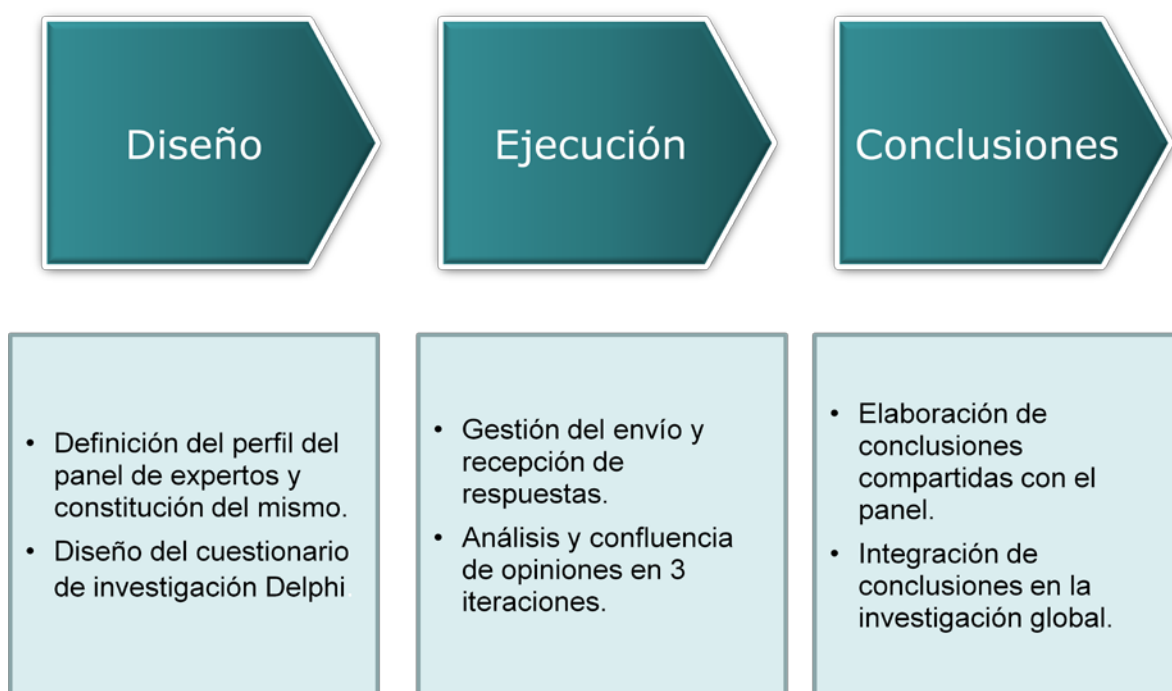 Diseño
Ejecución
Conclusiones
• Definición del perfil del
panel de expertos y
constitución del mismo.
• Diseño del cuestionario
de investigación Delphi
• Gestión del envío y
recepción de
respuestas.
• Análisis y confluencia
de opiniones en 3
iteraciones.
• Elaboración de
conclusiones
compartidas con el
panel.
• Integración de
conclusiones en la
investigación global.